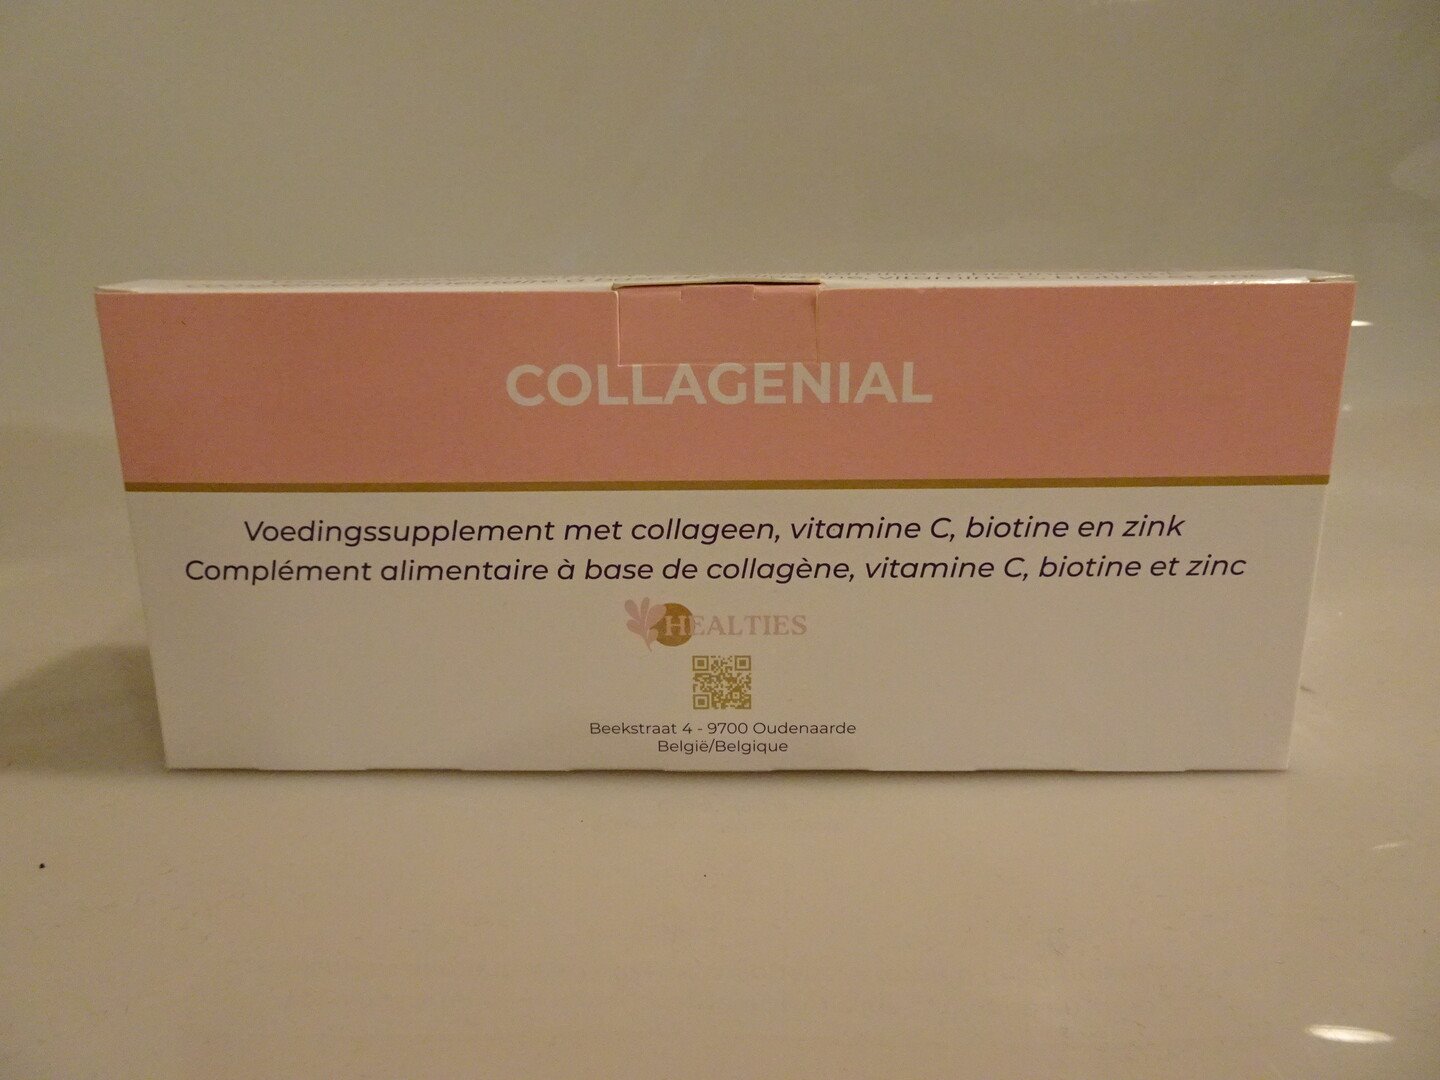 COLLAGENIAL
Voedingssupplement met collageen, vitamine C, biotine en zink
Complément alimentaire à base de collagène, vitamine C, biotine et zinc
HEALTIES
Beekstraat 4 - 9700 Oudenaarde
België/Belgique